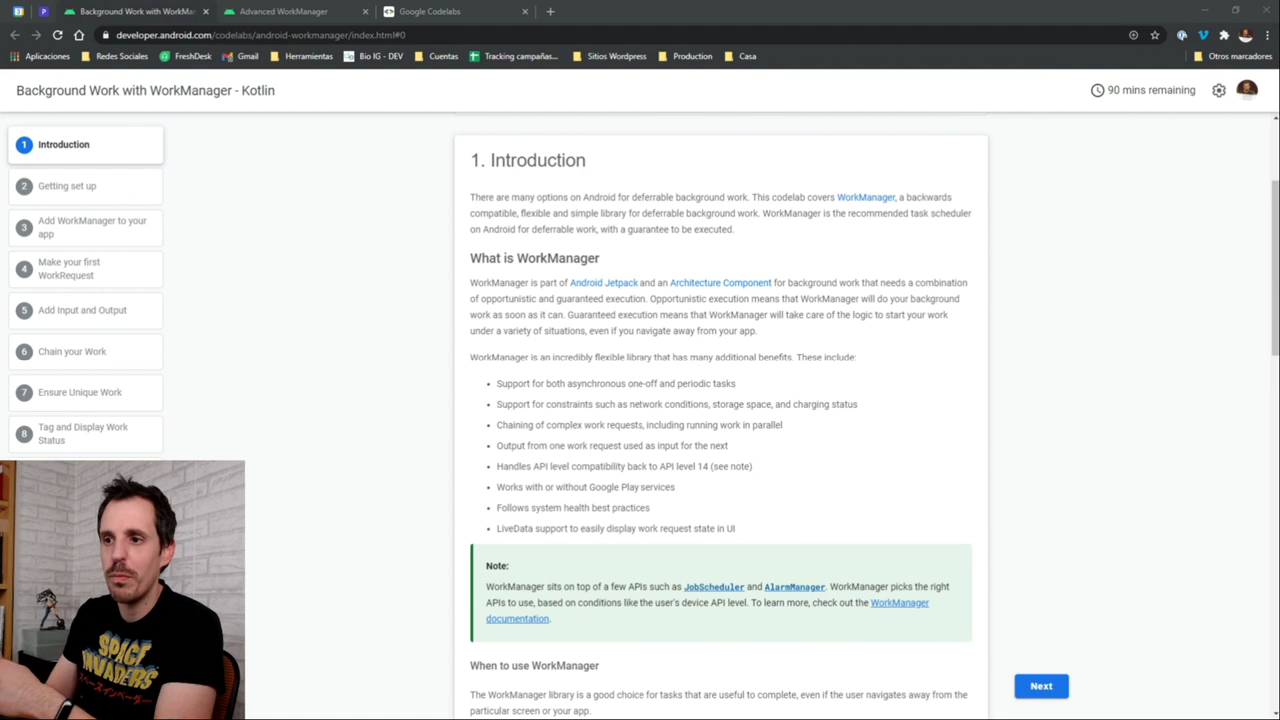 Background Work with WorkMan
Advanced WorkManager
Google Codelabs
developer.android.com/codelabs/android-workmanager/index.html#0
Aplicaciones
Redes Sociales
FreshDesk
Gmail
Herramientas
Bio IG - DEV
Cuentas
Tracking campañas...
Sitios Wordpress
Production
Casa
Otros marcadores
Background Work with WorkManager - Kotlin
90 mins remaining
1 Introduction
2 Getting set up
3 Add WorkManager to your
app
4 Make your first
WorkRequest
5 Add Input and Output
6 Chain your Work
7 Ensure Unique Work
8 Tag and Display Work
Status
1. Introduction
There are many options on Android for deferrable background work. This codelab covers WorkManager, a backwards
compatible, flexible and simple library for deferrable background work. WorkManager is the recommended task scheduler
on Android for deferrable work, with a guarantee to be executed.
What is WorkManager
WorkManager is part of Android Jetpack and an Architecture Component for background work that needs a combination
of opportunistic and guaranteed execution. Opportunistic execution means that WorkManager will do your background
work as soon as it can. Guaranteed execution means that WorkManager will take care of the logic to start your work
under a variety of situations, even if you navigate away from your app.
WorkManager is an incredibly flexible library that has many additional benefits. These include:
• Support for both asynchronous one-off and periodic tasks
• Support for constraints such as network conditions, storage space, and charging status
• Chaining of complex work requests, including running work in parallel
• Output from one work request used as input for the next
• Handles API level compatibility back to API level 14 (see note)
• Works with or without Google Play services
• Follows system health best practices
• LiveData support to easily display work request state in UI
Note:
WorkManager sits on top of a few APIs such as JobScheduler and AlarmManager. WorkManager picks the right
APIs to use, based on conditions like the user's device API level. To learn more, check out the WorkManager
documentation.
When to use WorkManager
The WorkManager library is a good choice for tasks that are useful to complete, even if the user navigates away from the
particular screen or your app.
Next
SPACE
INVADERS
スペースインベーダー